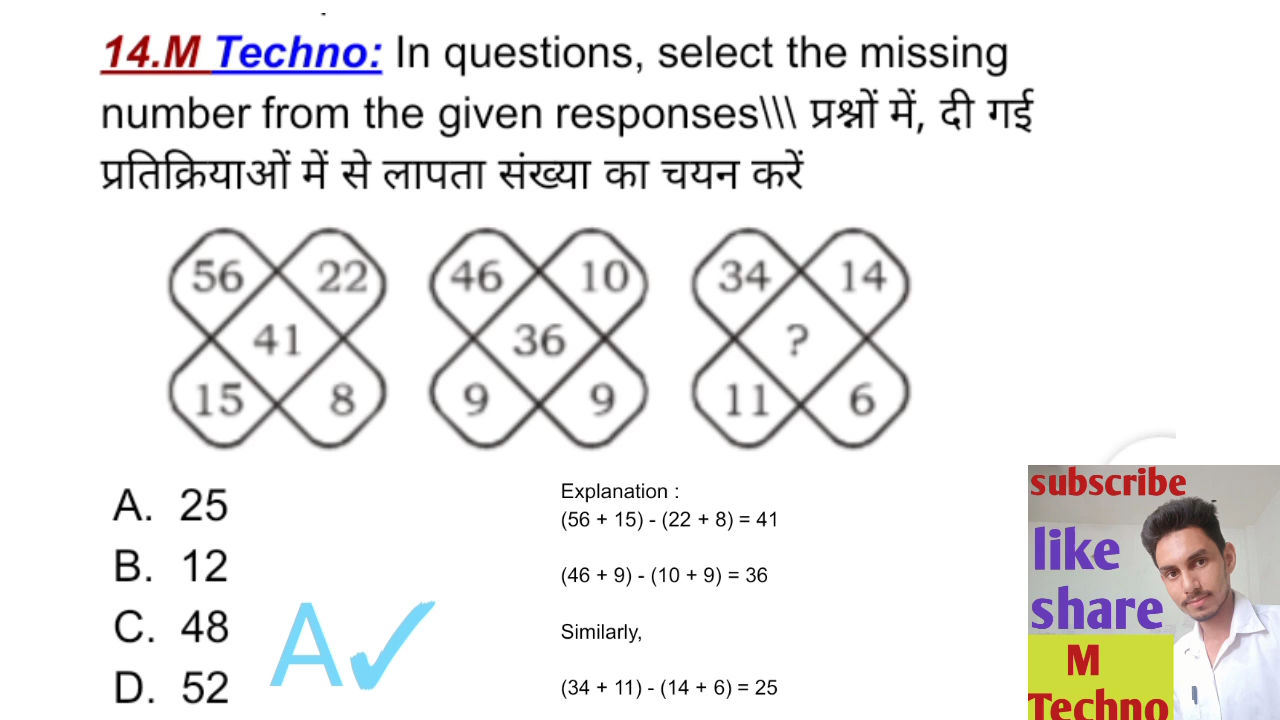 14.M Techno: In questions, select the missing
number from the given responses\\\ प्रश्नों में, दी गई
प्रतिक्रियाओं में से लापता संख्या का चयन करें
56 22 46 10 34 14
41 36 ?
15 8 9 9 11 6
A. 25
B. 12
C. 48
D. 52
A✓
Explanation :
(56 + 15) - (22 + 8) = 41
(46 + 9) - (10 + 9) = 36
Similarly,
(34 + 11) - (14 + 6) = 25
subscribe
like
share
M
Techno